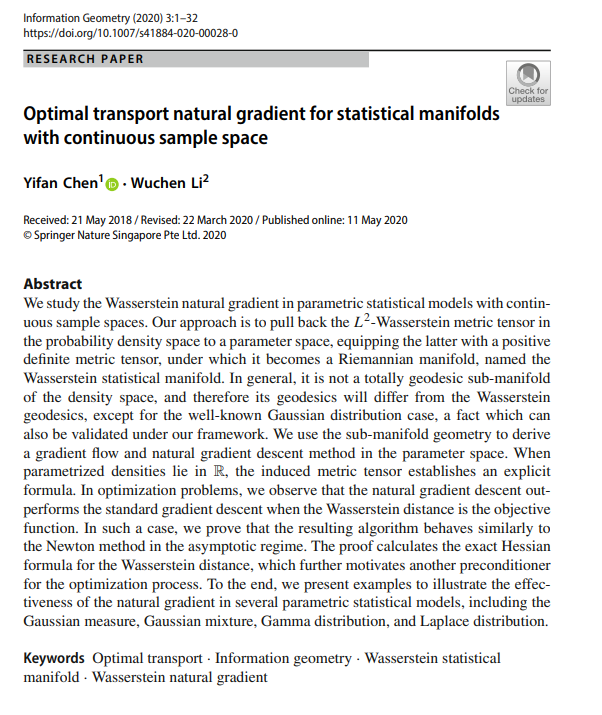 Information Geometry (2020) 3:1–32
https://doi.org/10.1007/s41884-020-00028-0
RESEARCH PAPER
Check for
updates
Optimal transport natural gradient for statistical manifolds
with continuous sample space
Yifan Chen1 iD · Wuchen Li2
Received: 21 May 2018 / Revised: 22 March 2020 / Published online: 11 May 2020
© Springer Nature Singapore Pte Ltd. 2020
Abstract
We study the Wasserstein natural gradient in parametric statistical models with contin-
uous sample spaces. Our approach is to pull back the L²-Wasserstein metric tensor in
the probability density space to a parameter space, equipping the latter with a positive
definite metric tensor, under which it becomes a Riemannian manifold, named the
Wasserstein statistical manifold. In general, it is not a totally geodesic sub-manifold
of the density space, and therefore its geodesics will differ from the Wasserstein
geodesics, except for the well-known Gaussian distribution case, a fact which can
also be validated under our framework. We use the sub-manifold geometry to derive
a gradient flow and natural gradient descent method in the parameter space. When
parametrized densities lie in ℝ, the induced metric tensor establishes an explicit
formula. In optimization problems, we observe that the natural gradient descent out-
performs the standard gradient descent when the Wasserstein distance is the objective
function. In such a case, we prove that the resulting algorithm behaves similarly to
the Newton method in the asymptotic regime. The proof calculates the exact Hessian
formula for the Wasserstein distance, which further motivates another preconditioner
for the optimization process. To the end, we present examples to illustrate the effec-
tiveness of the natural gradient in several parametric statistical models, including the
Gaussian measure, Gaussian mixture, Gamma distribution, and Laplace distribution.
Keywords Optimal transport · Information geometry · Wasserstein statistical
manifold · Wasserstein natural gradient